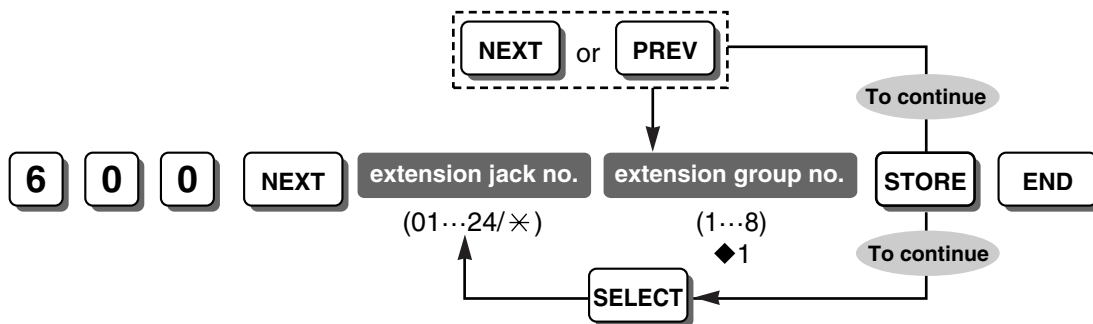 NEXT or PREV
To continue
6 0 0 NEXT extension jack no. extension group no. STORE END
(01···24/✳) (1···8)
◆1
To continue
SELECT